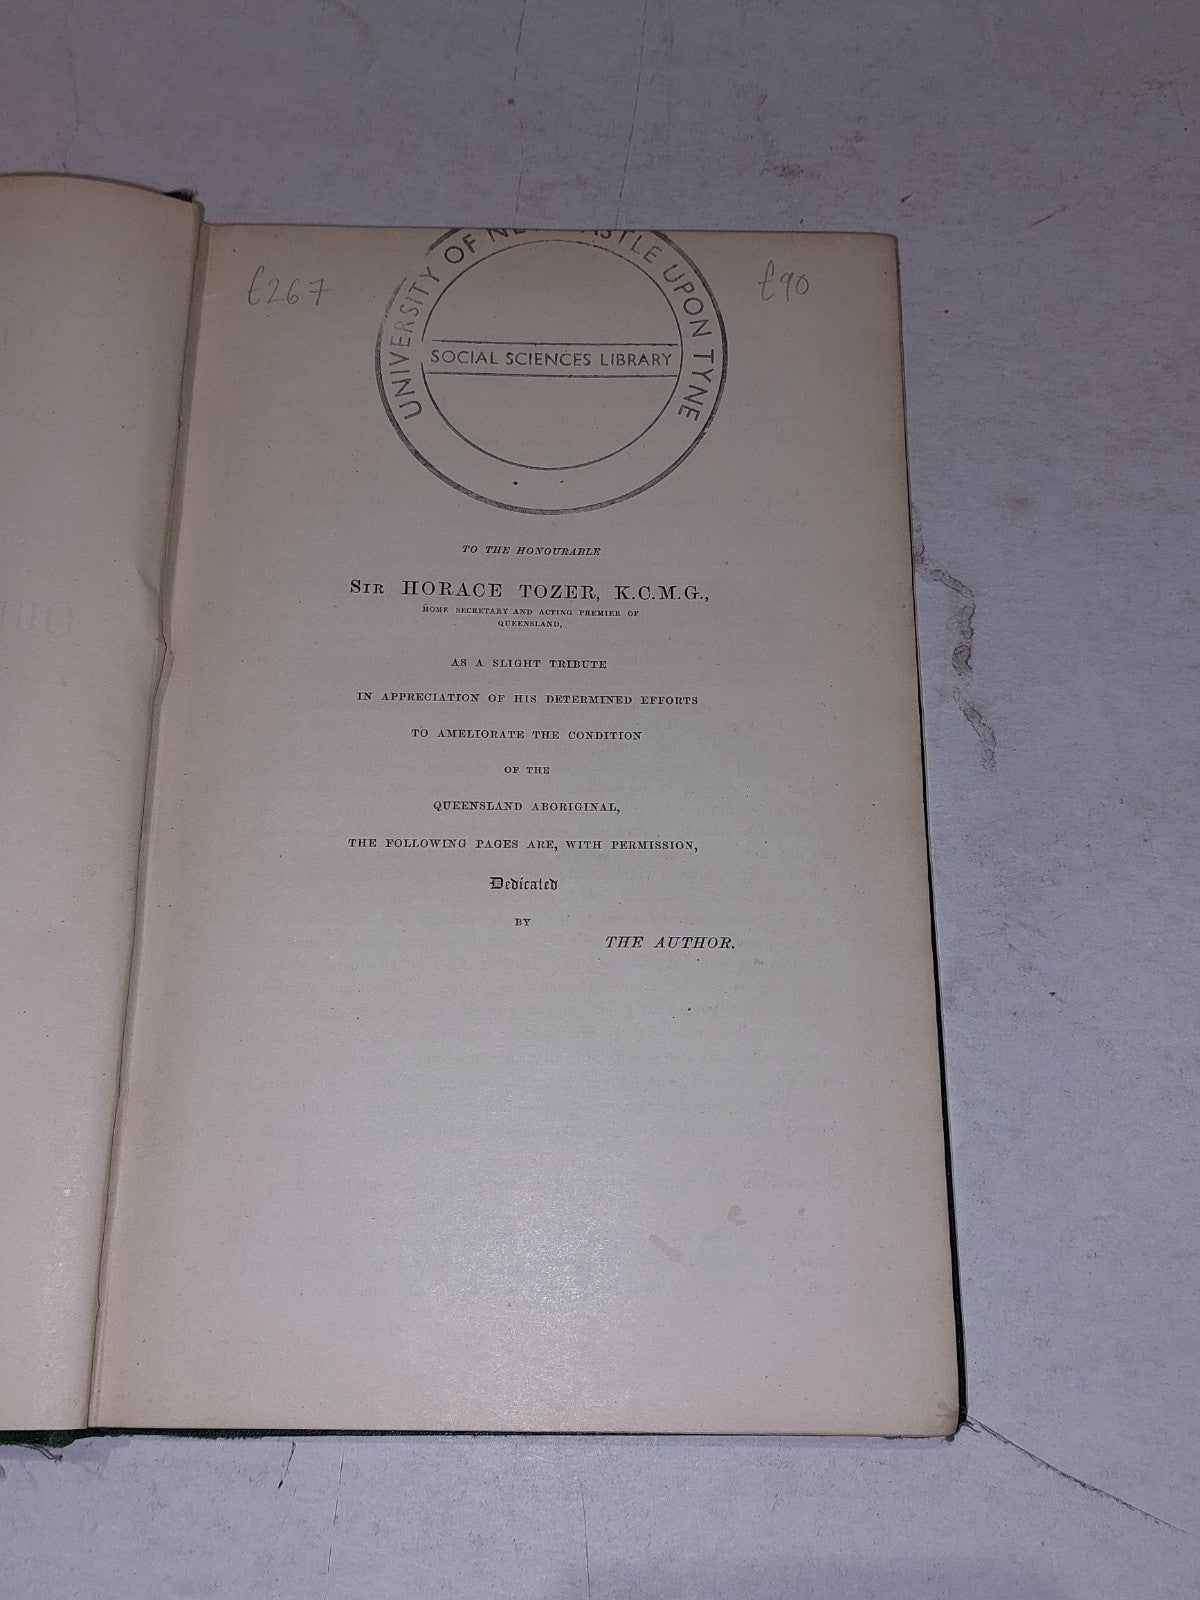 £267
£90
UNIVERSITY OF NEWCASTLE UPON TYNE
SOCIAL SCIENCES LIBRARY
TO THE HONOURABLE
SIR HORACE TOZER, K.C.M.G.,
HOME SECRETARY AND ACTING PREMIER OF
QUEENSLAND,
AS A SLIGHT TRIBUTE
IN APPRECIATION OF HIS DETERMINED EFFORTS
TO AMELIORATE THE CONDITION
OF THE
QUEENSLAND ABORIGINAL,
THE FOLLOWING PAGES ARE, WITH PERMISSION,
Dedicated
BY
THE AUTHOR.